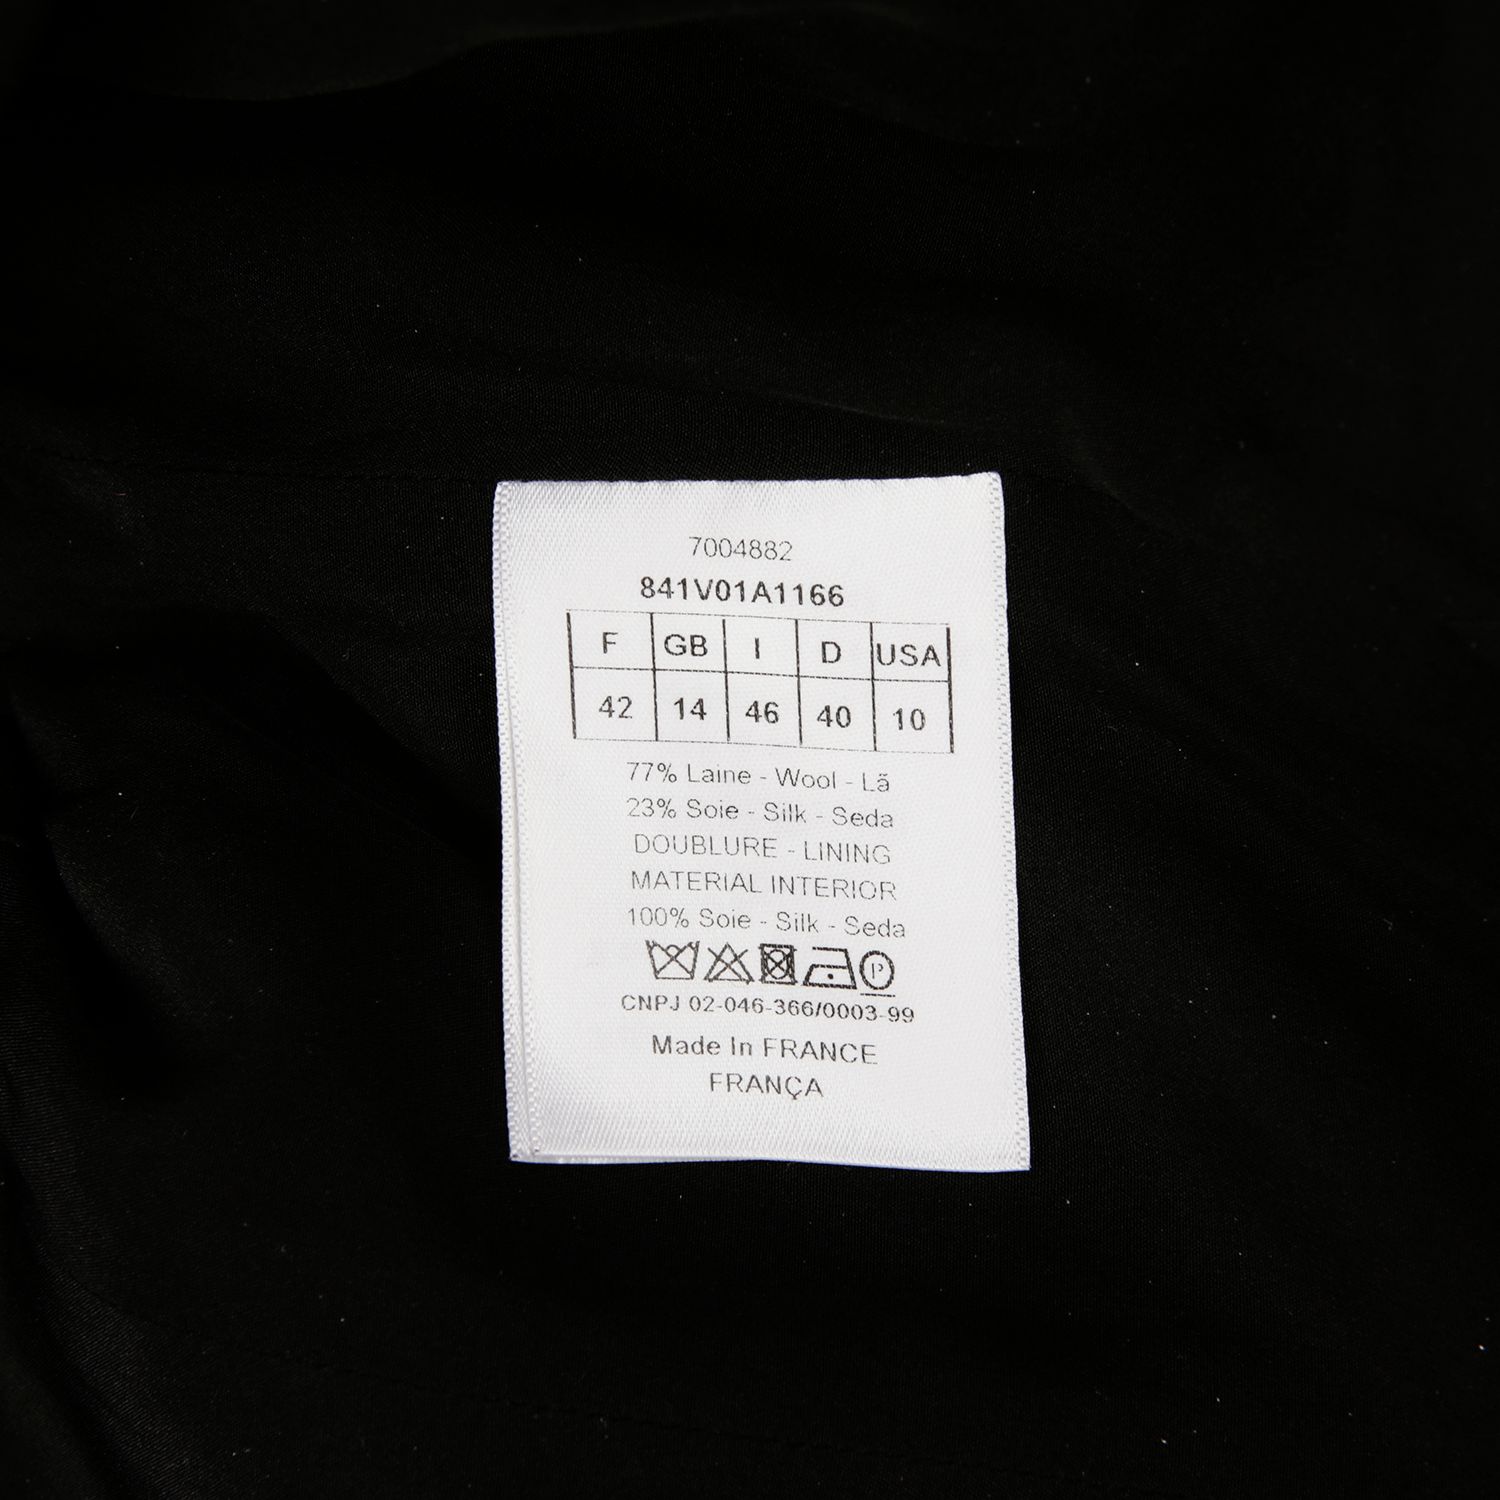 7004882
841V01A1166
F GB I D USA
42 14 46 40 10
77% Laine - Wool - Lã
23% Soie - Silk - Seda
DOUBLURE - LINING
MATERIAL INTERIOR
100% Soie - Silk - Seda
P
CNPJ 02-046-366/0003-99
Made In FRANCE
FRANÇA